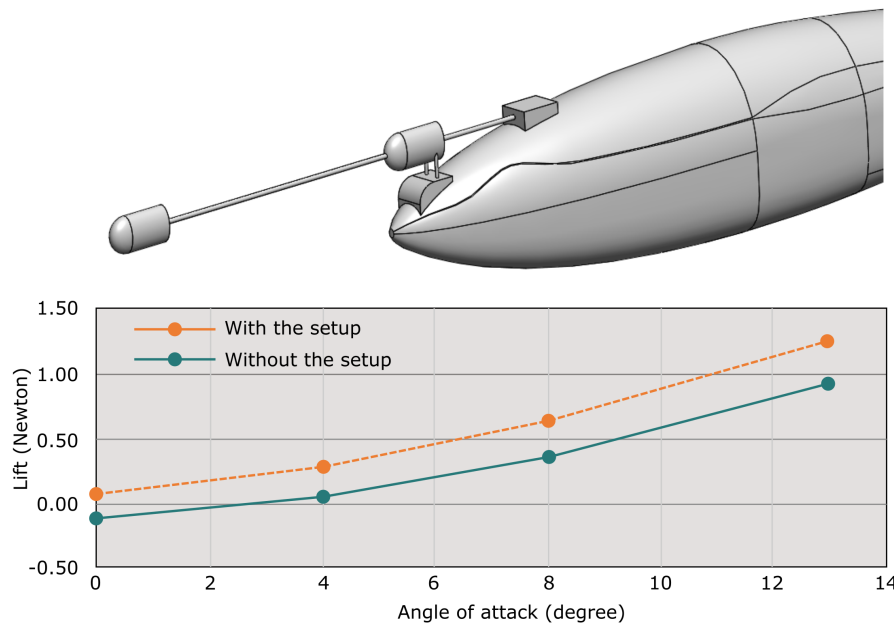 1.50
With the setup
Without the setup
1.00
0.50
0.00
-0.50
Lift (Newton)
0 2 4 6 8 10 12 14
Angle of attack (degree)